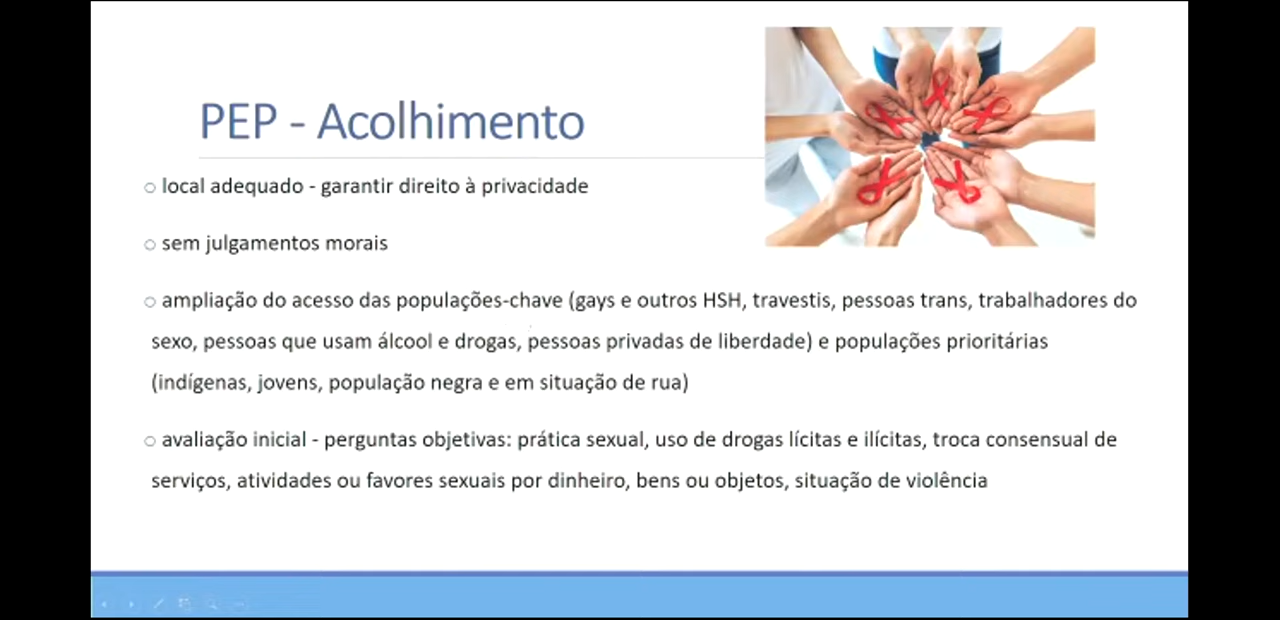 PEP - Acolhimento
○ local adequado - garantir direito à privacidade
○ sem julgamentos morais
○ ampliação do acesso das populações-chave (gays e outros HSH, travestis, pessoas trans, trabalhadores do
sexo, pessoas que usam álcool e drogas, pessoas privadas de liberdade) e populações prioritárias
(indígenas, jovens, população negra e em situação de rua)
○ avaliação inicial - perguntas objetivas: prática sexual, uso de drogas lícitas e ilícitas, troca consensual de
serviços, atividades ou favores sexuais por dinheiro, bens ou objetos, situação de violência